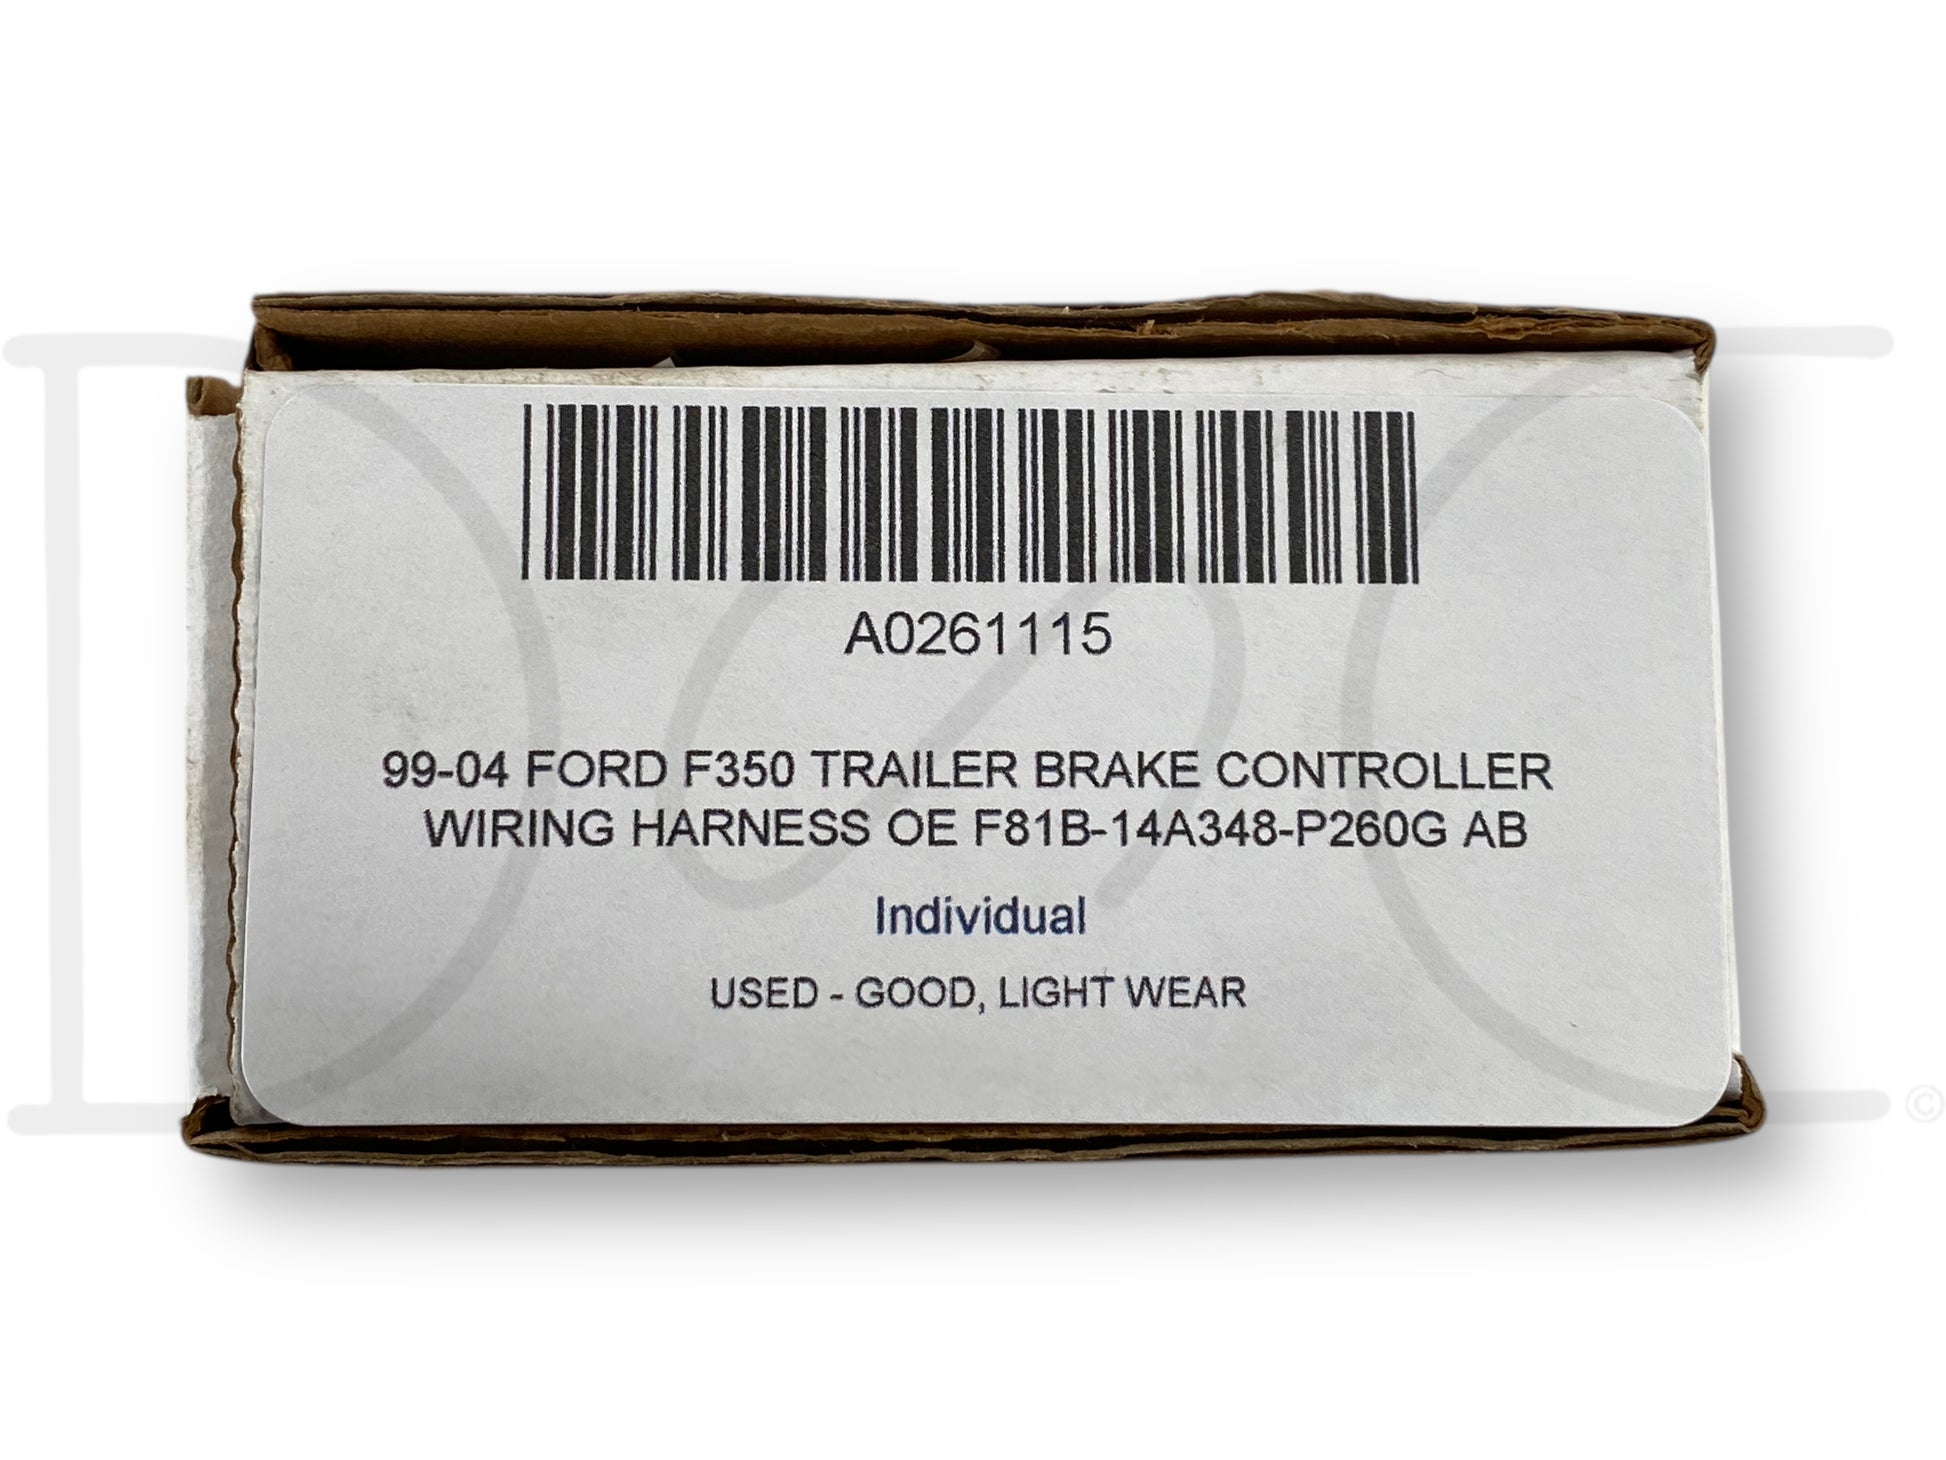 A0261115
99-04 FORD F350 TRAILER BRAKE CONTROLLER
WIRING HARNESS OE F81B-14A348-P260G AB
Individual
USED - GOOD, LIGHT WEAR
©